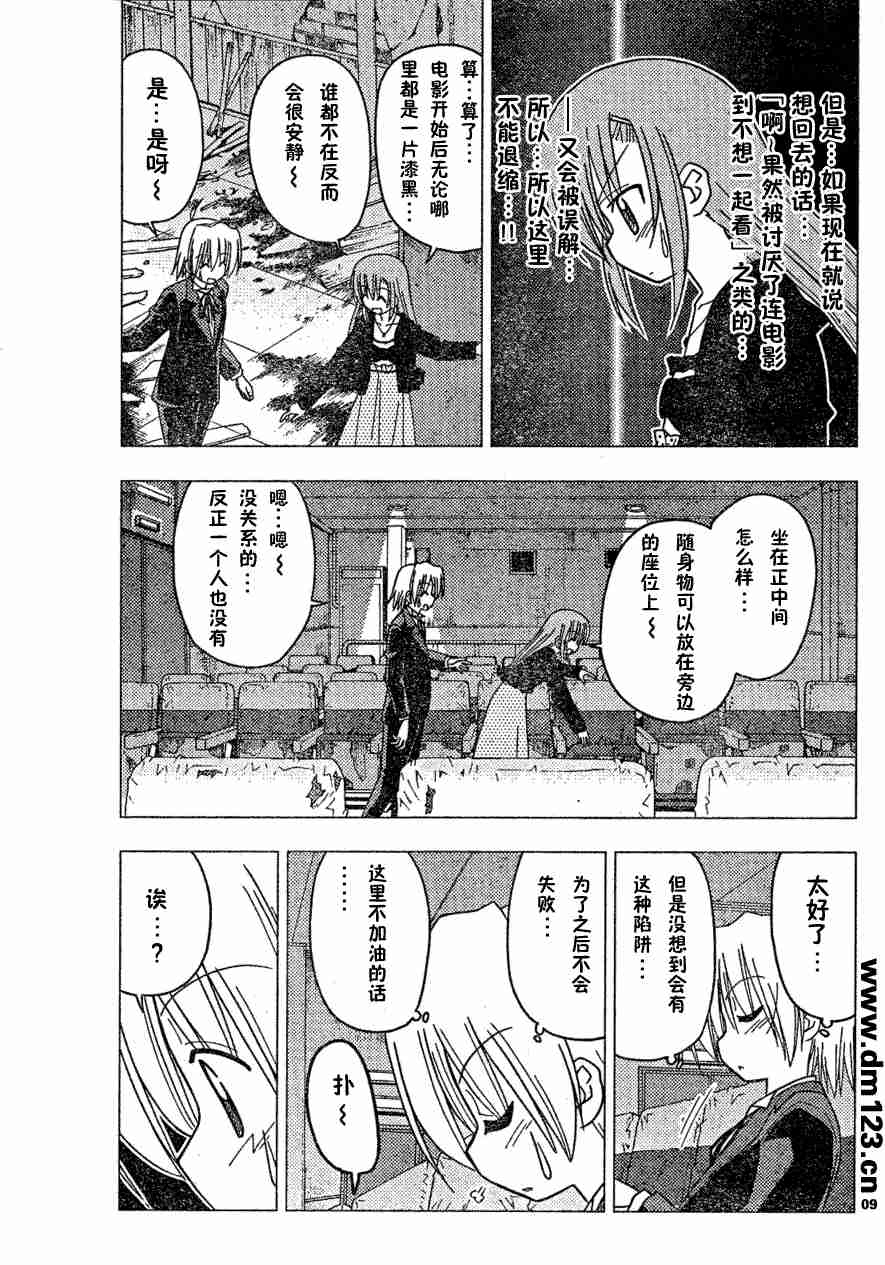 但是…如果现在就说
想回去的话…
「啊~果然被讨厌了连电影
到不想一起看」之类的…
—又会被误解…
所以…所以这里
不能退缩…!!
算…算了…
电影开始后无论哪
里都是一片漆黑…
谁都不在反而
会很安静~
是…是呀~
坐在正中间
怎么样…
随身物可以放在旁边
的座位上~
嗯…嗯~
没关系的…
反正一个人也没有
太好了…
但是没想到会有
这种陷阱
为了之后不会
失败…
这里不加油的话
……
扑~
诶…?
www.dm123.cn
09